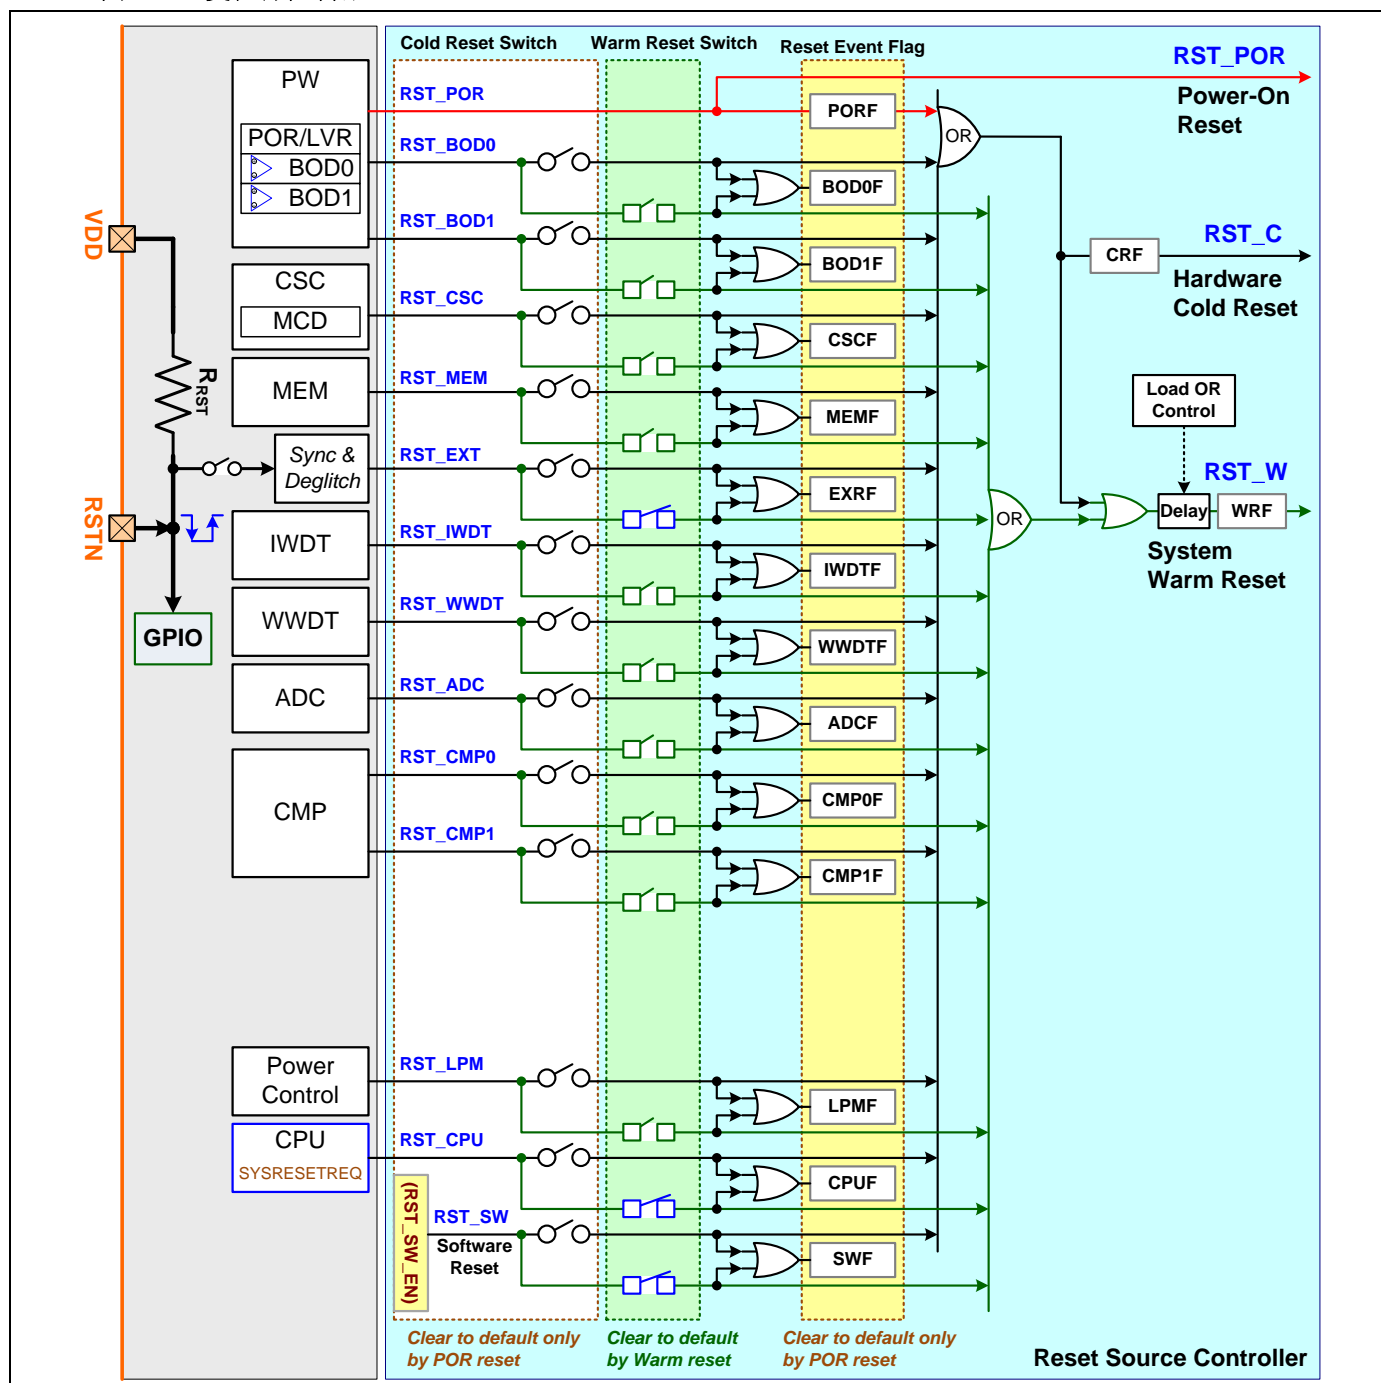 Cold Reset Switch
Warm Reset Switch
Reset Event Flag
RST_POR
Power-On
Reset
PW
POR/LVR
BOD0
BOD1
RST_POR
PORF
OR
RST_BOD0
BOD0F
RST_BOD1
BOD1F
VDD
CRF
RST_C
Hardware
Cold Reset
CSC
MCD
RST_CSC
CSCF
RRST
MEM
RST_MEM
MEMF
Load OR
Control
Sync &
Deglitch
RST_EXT
EXRF
RST_W
OR
Delay
WRF
System
Warm Reset
RSTN
IWDT
RST_IWDT
IWDTF
GPIO
WWDT
RST_WWDT
WWDTF
ADC
RST_ADC
ADCF
CMP
RST_CMP0
CMP0F
RST_CMP1
CMP1F
Power
Control
RST_LPM
LPMF
CPU
SYSRESETREQ
RST_CPU
CPUF
(RST_SW_EN)
RST_SW
Software
Reset
SWF
Clear to default only
by POR reset
Clear to default
by Warm reset
Clear to default only
by POR reset
Reset Source Controller